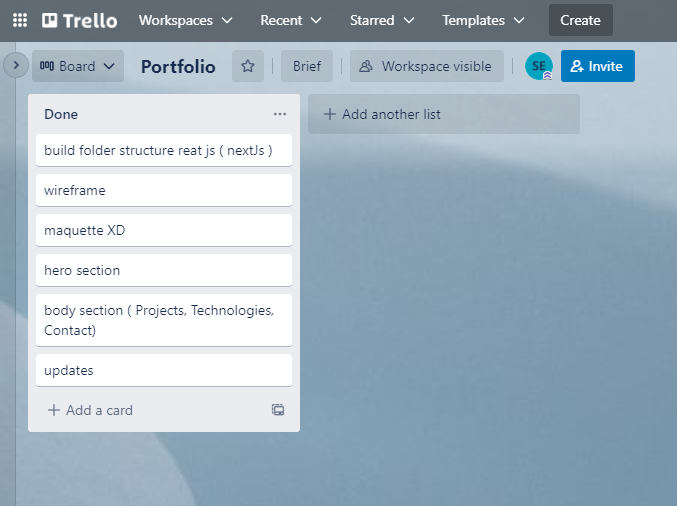 Trello
Workspaces
Recent
Starred
Templates
Create
Board
Portfolio
Brief
Workspace visible
SE
Invite
Done
Add another list
build folder structure reat js ( nextJs )
wireframe
maquette XD
hero section
body section ( Projects, Technologies,
Contact)
updates
Add a card